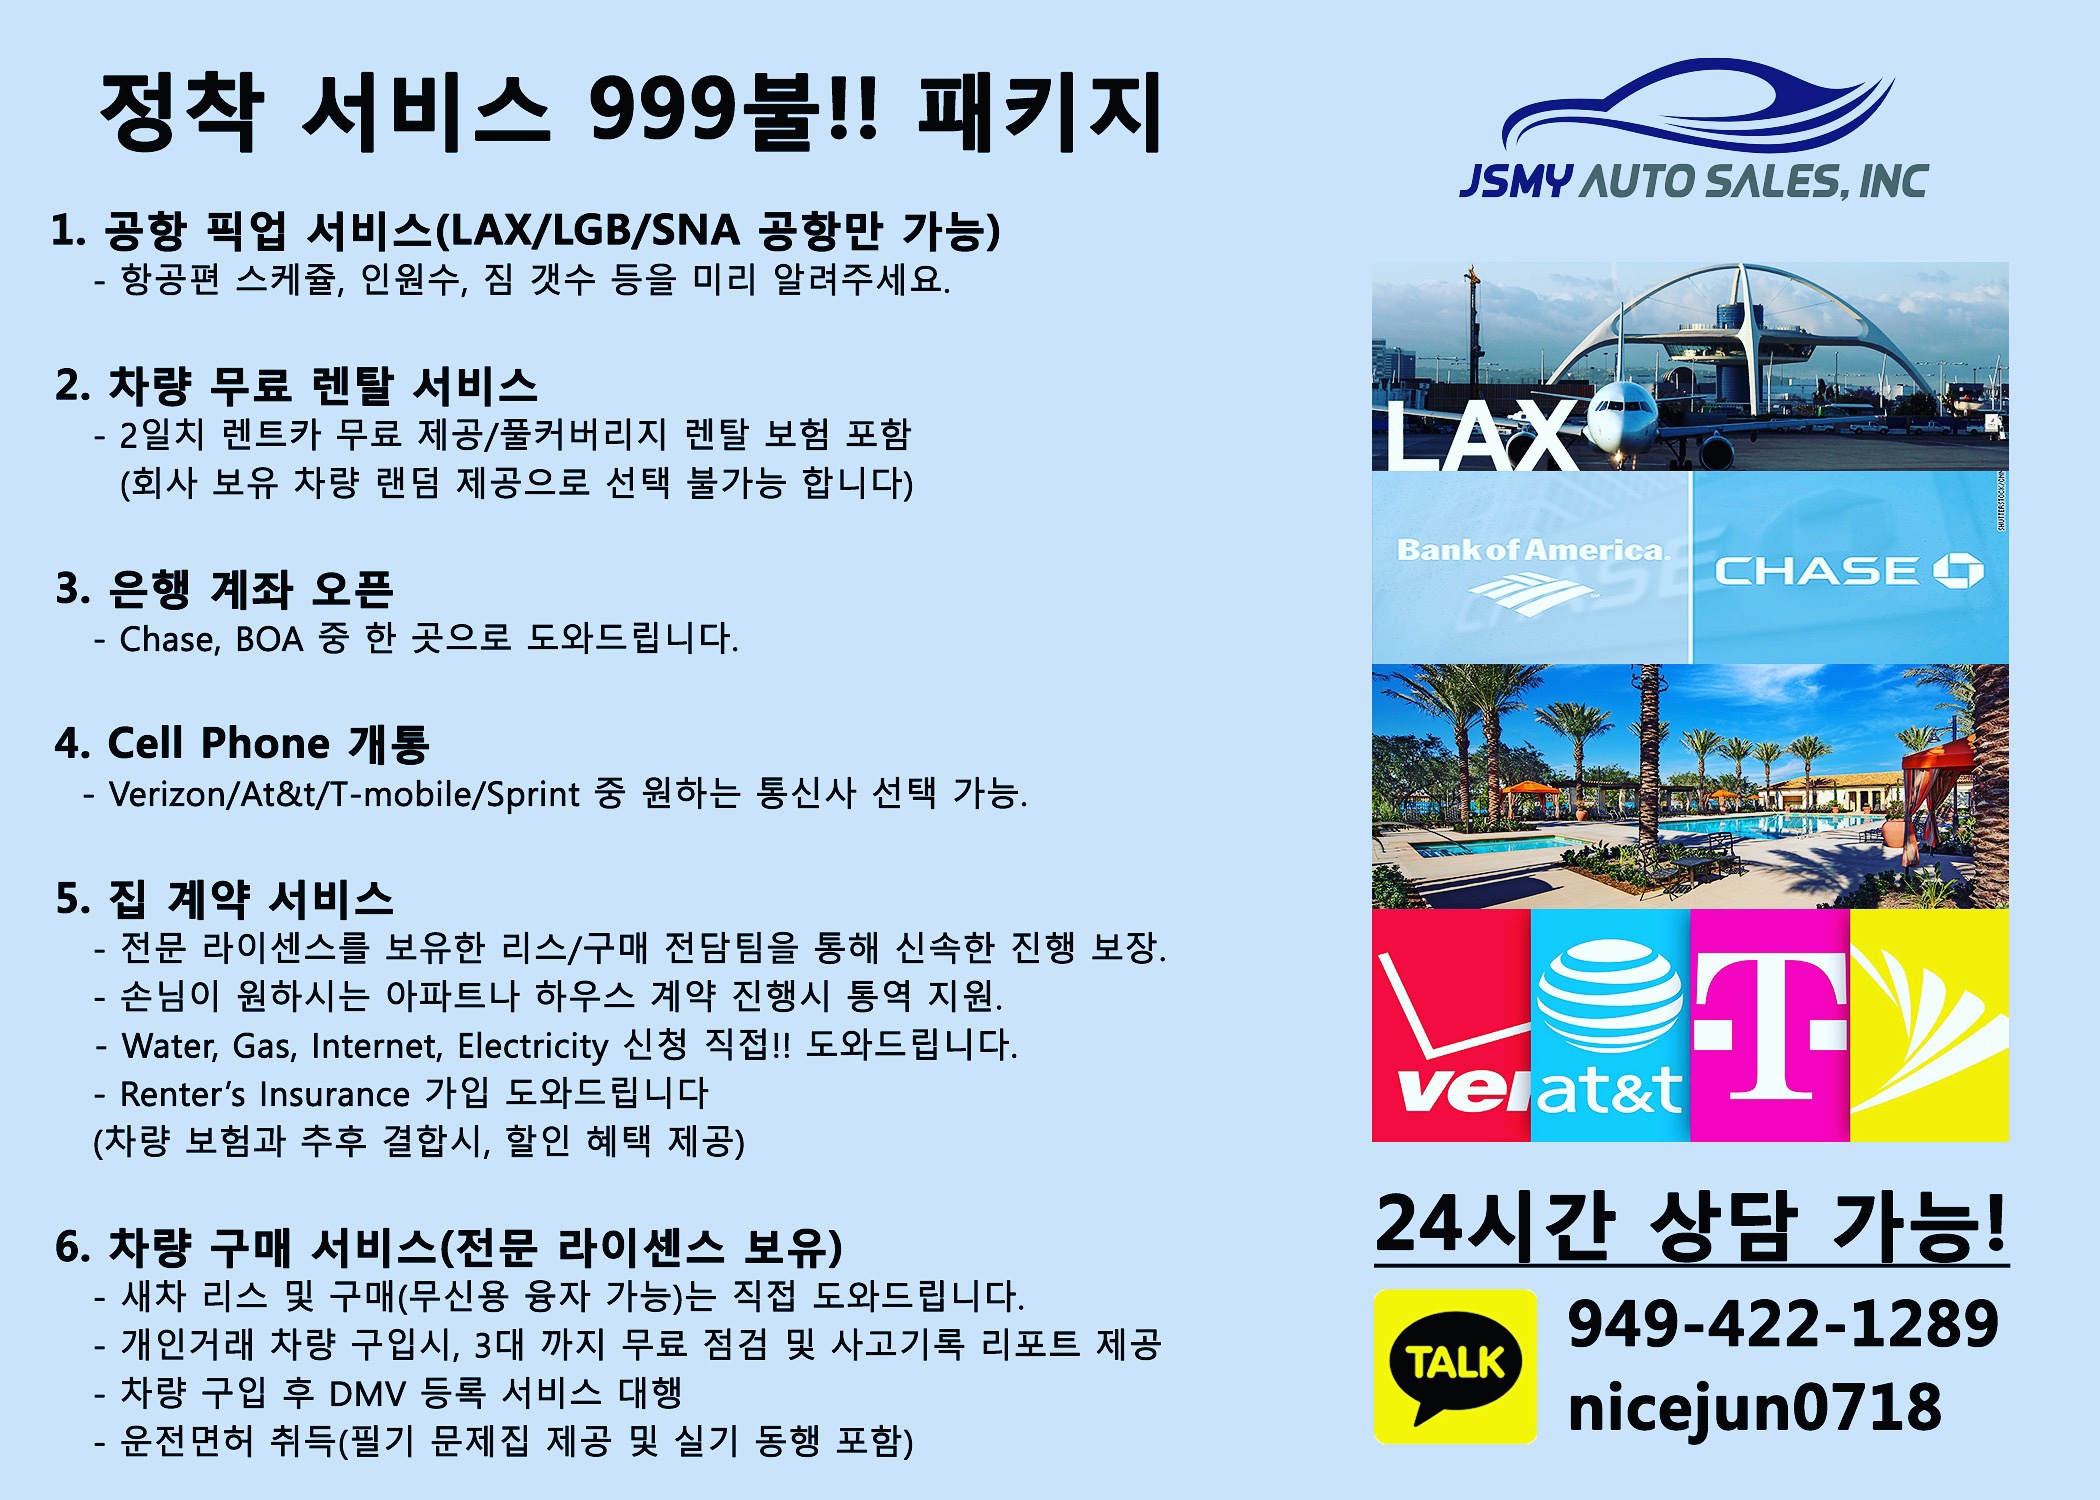 정착 서비스 999불!! 패키지
1. 공항 픽업 서비스(LAX/LGB/SNA 공항만 가능)
- 항공편 스케쥴, 인원수, 짐 갯수 등을 미리 알려주세요.
2. 차량 무료 렌탈 서비스
- 2일치 렌트카 무료 제공/풀커버리지 렌탈 보험 포함
(회사 보유 차량 랜덤 제공으로 선택 불가능 합니다)
3. 은행 계좌 오픈
- Chase, BOA 중 한 곳으로 도와드립니다.
4. Cell Phone 개통
- Verizon/At&t/T-mobile/Sprint 중 원하는 통신사 선택 가능.
5. 집 계약 서비스
- 전문 라이센스를 보유한 리스/구매 전담팀을 통해 신속한 진행 보장.
- 손님이 원하시는 아파트나 하우스 계약 진행시 통역 지원.
- Water, Gas, Internet, Electricity 신청 직접!! 도와드립니다.
- Renter’s Insurance 가입 도와드립니다
(차량 보험과 추후 결합시, 할인 혜택 제공)
6. 차량 구매 서비스(전문 라이센스 보유)
- 새차 리스 및 구매(무신용 융자 가능)는 직접 도와드립니다.
- 개인거래 차량 구입시, 3대 까지 무료 점검 및 사고기록 리포트 제공
- 차량 구입 후 DMV 등록 서비스 대행
- 운전면허 취득(필기 문제집 제공 및 실기 동행 포함)
JSMY AUTO SALES, INC
LAX
Bank of America.
CHASE
CHASE
SHUTTERSTOCK/CNN
ver
at&t
T
24시간 상담 가능!
TALK
949-422-1289
nicejun0718